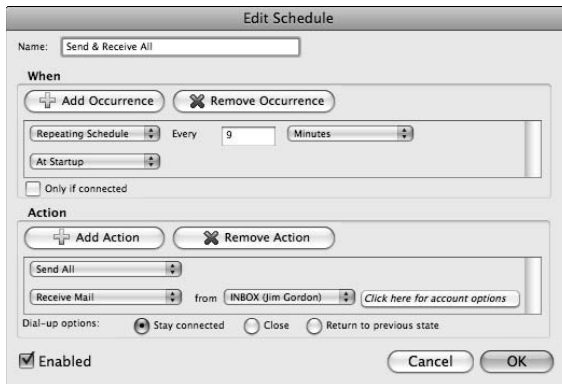 Edit Schedule
Name: Send & Receive All
When
Add Occurrence Remove Occurrence
Repeating Schedule Every 9 Minutes
At Startup
Only if connected
Action
Add Action Remove Action
Send All
Receive Mail from INBOX (Jim Gordon) Click here for account options
Dial-up options: Stay connected Close Return to previous state
Enabled Cancel OK